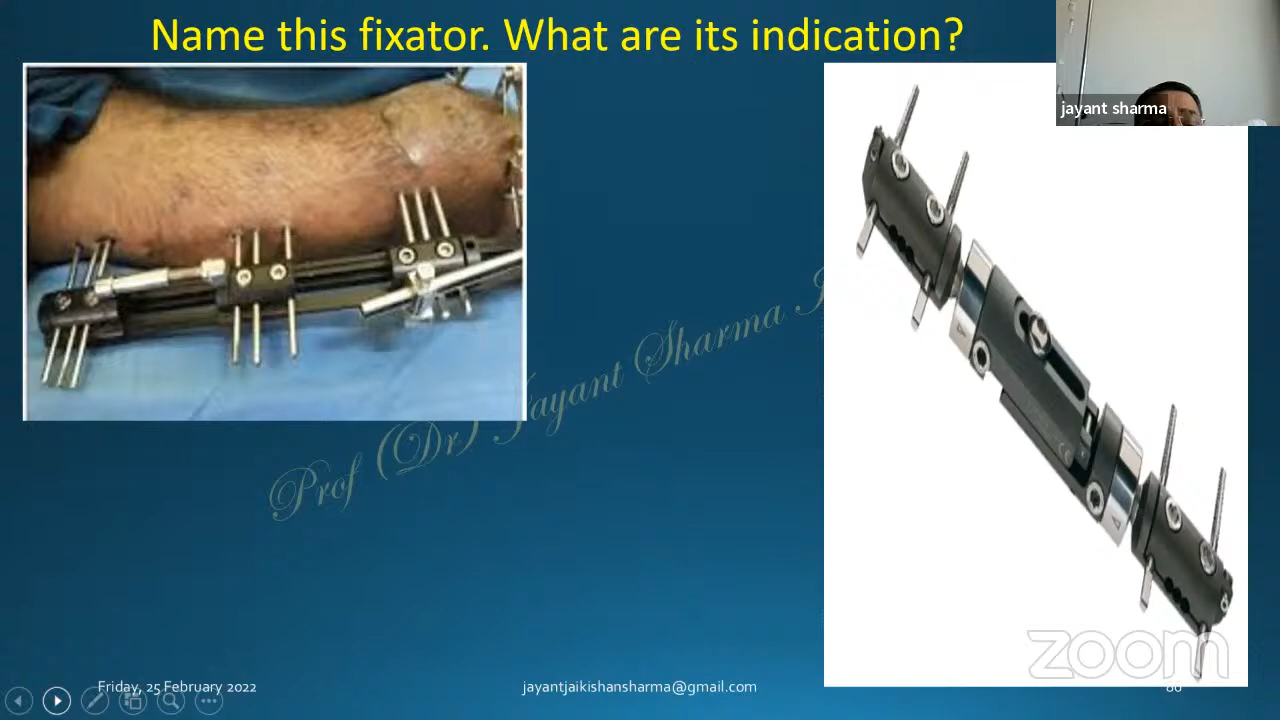 Name this fixator. What are its indication?
jayant sharma
Prof (Dr) Jayant Sharma
zoom
Friday, 25 February 2022
jayantjaikishansharma@gmail.com
86